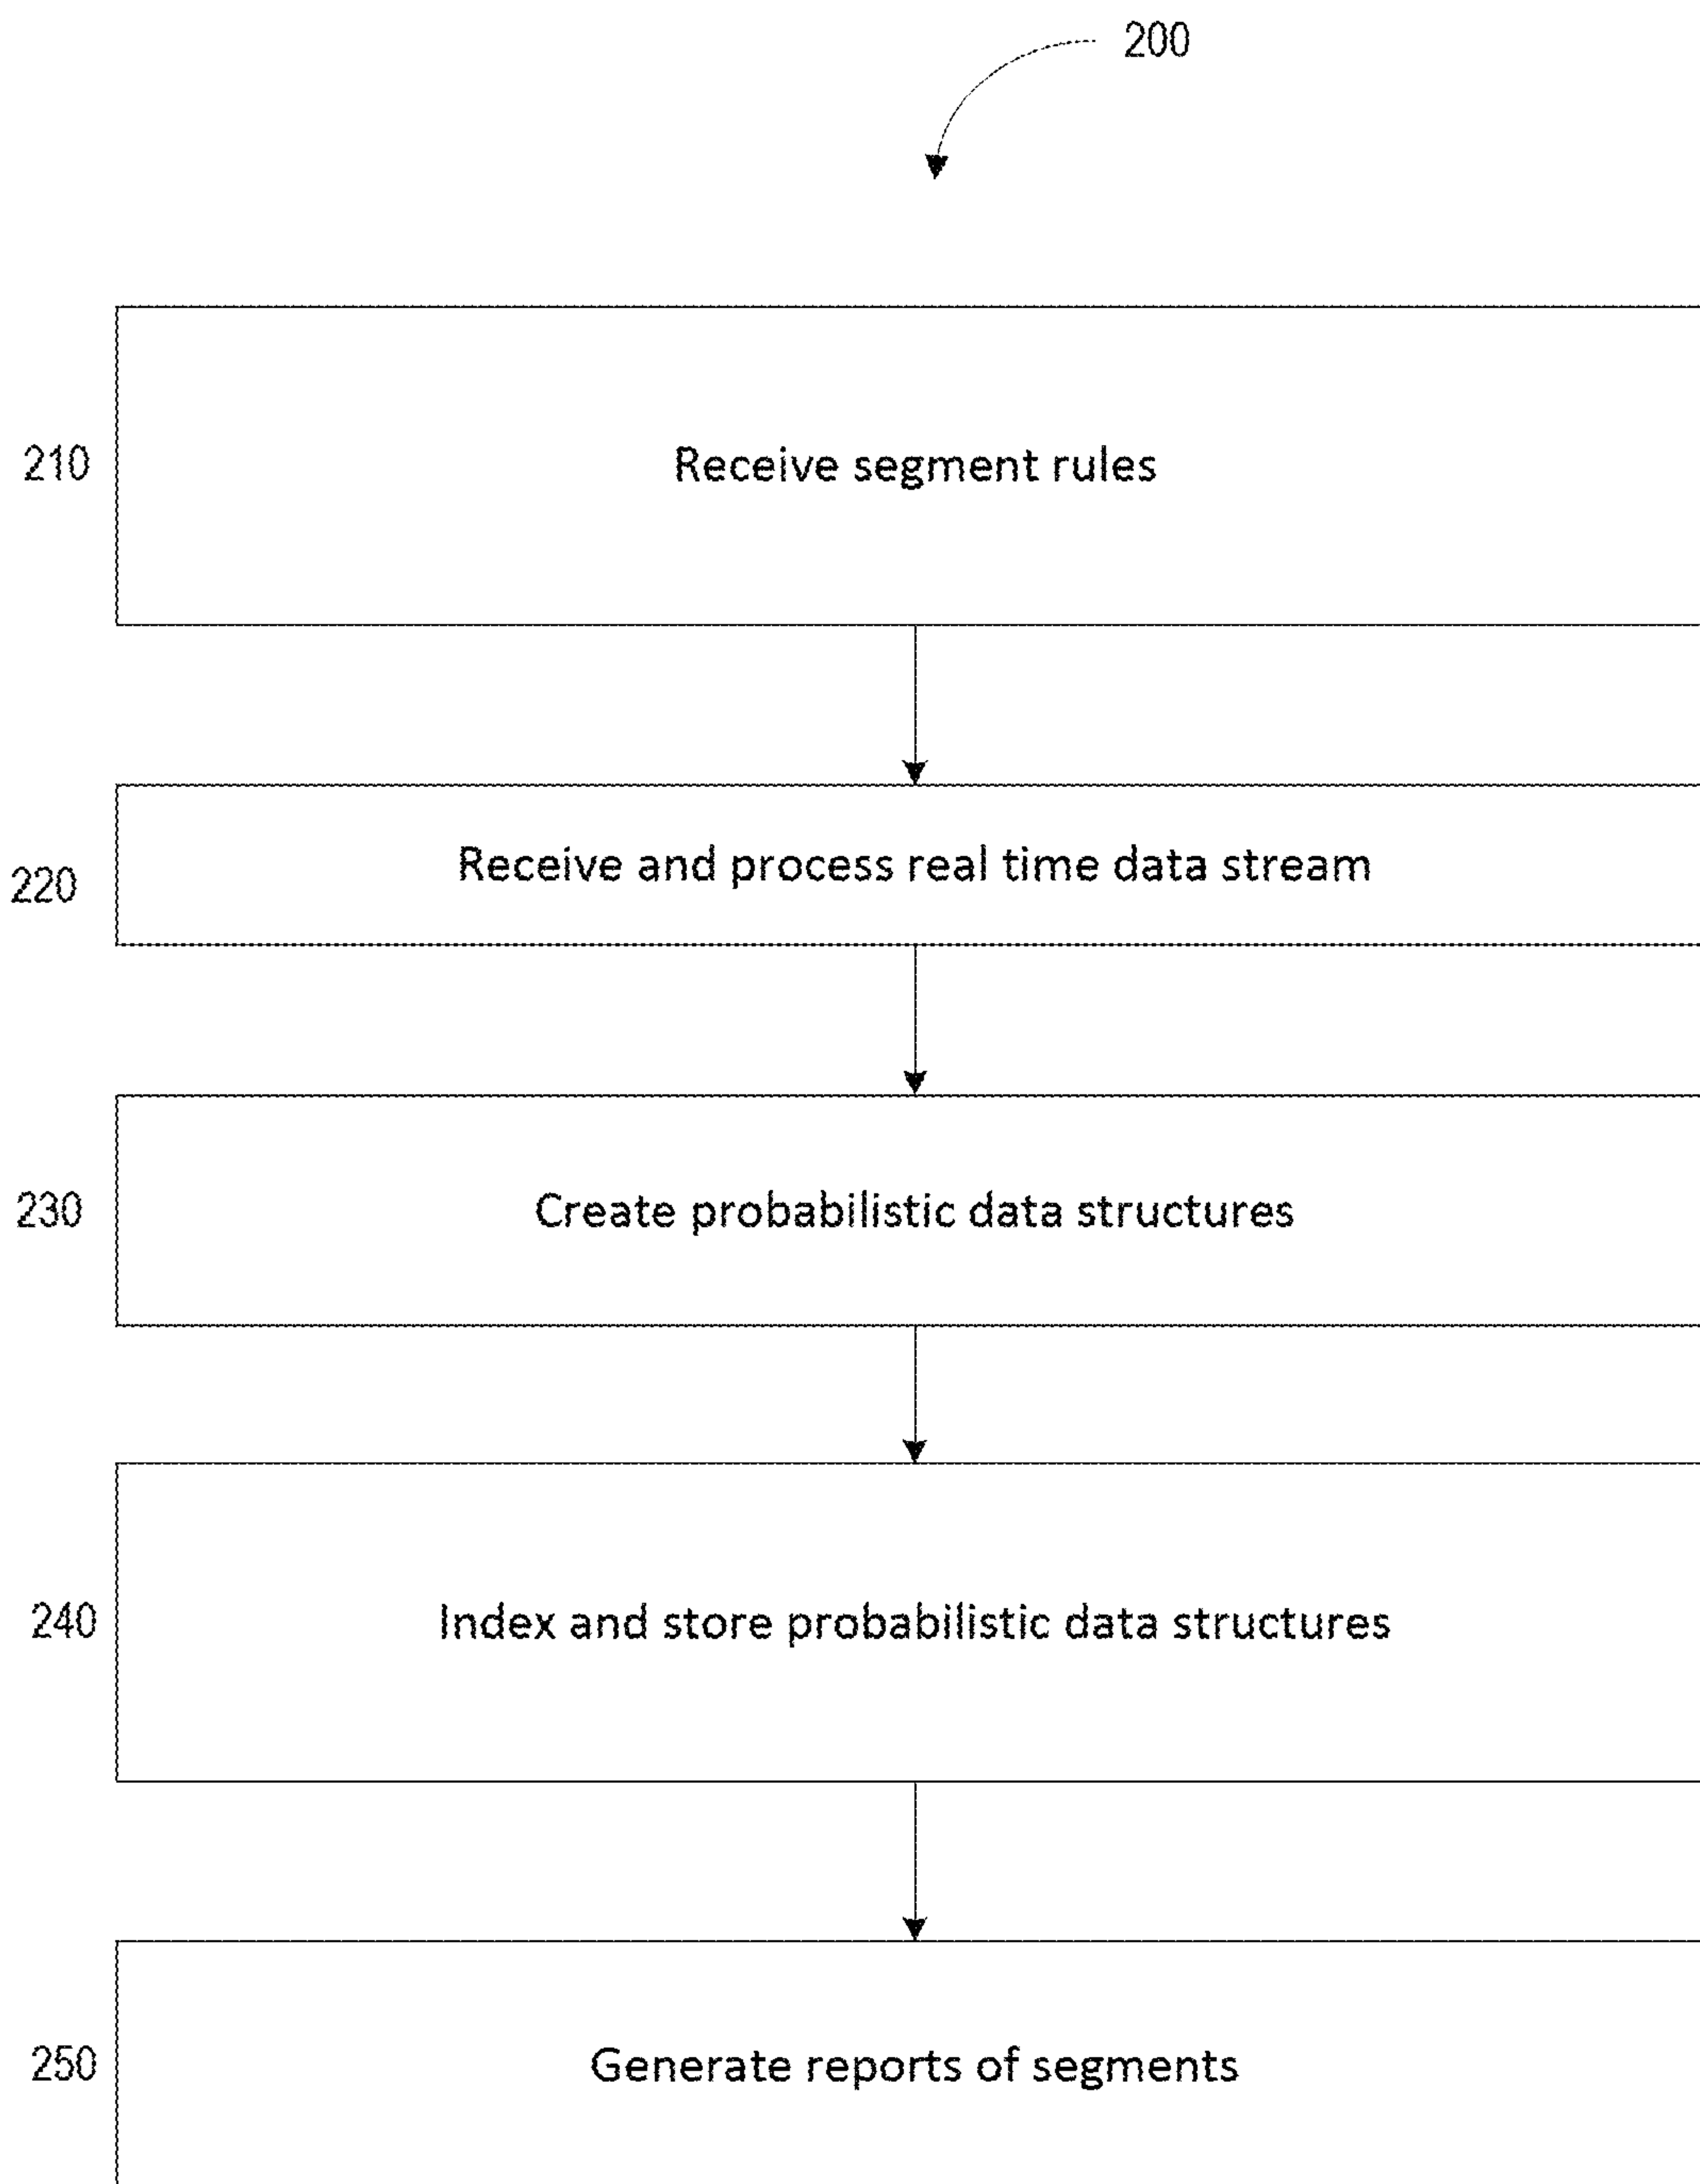 200
210
Receive segment rules
220
Receive and process real time data stream
230
Create probabilistic data structures
240
Index and store probabilistic data structures
250
Generate reports of segments